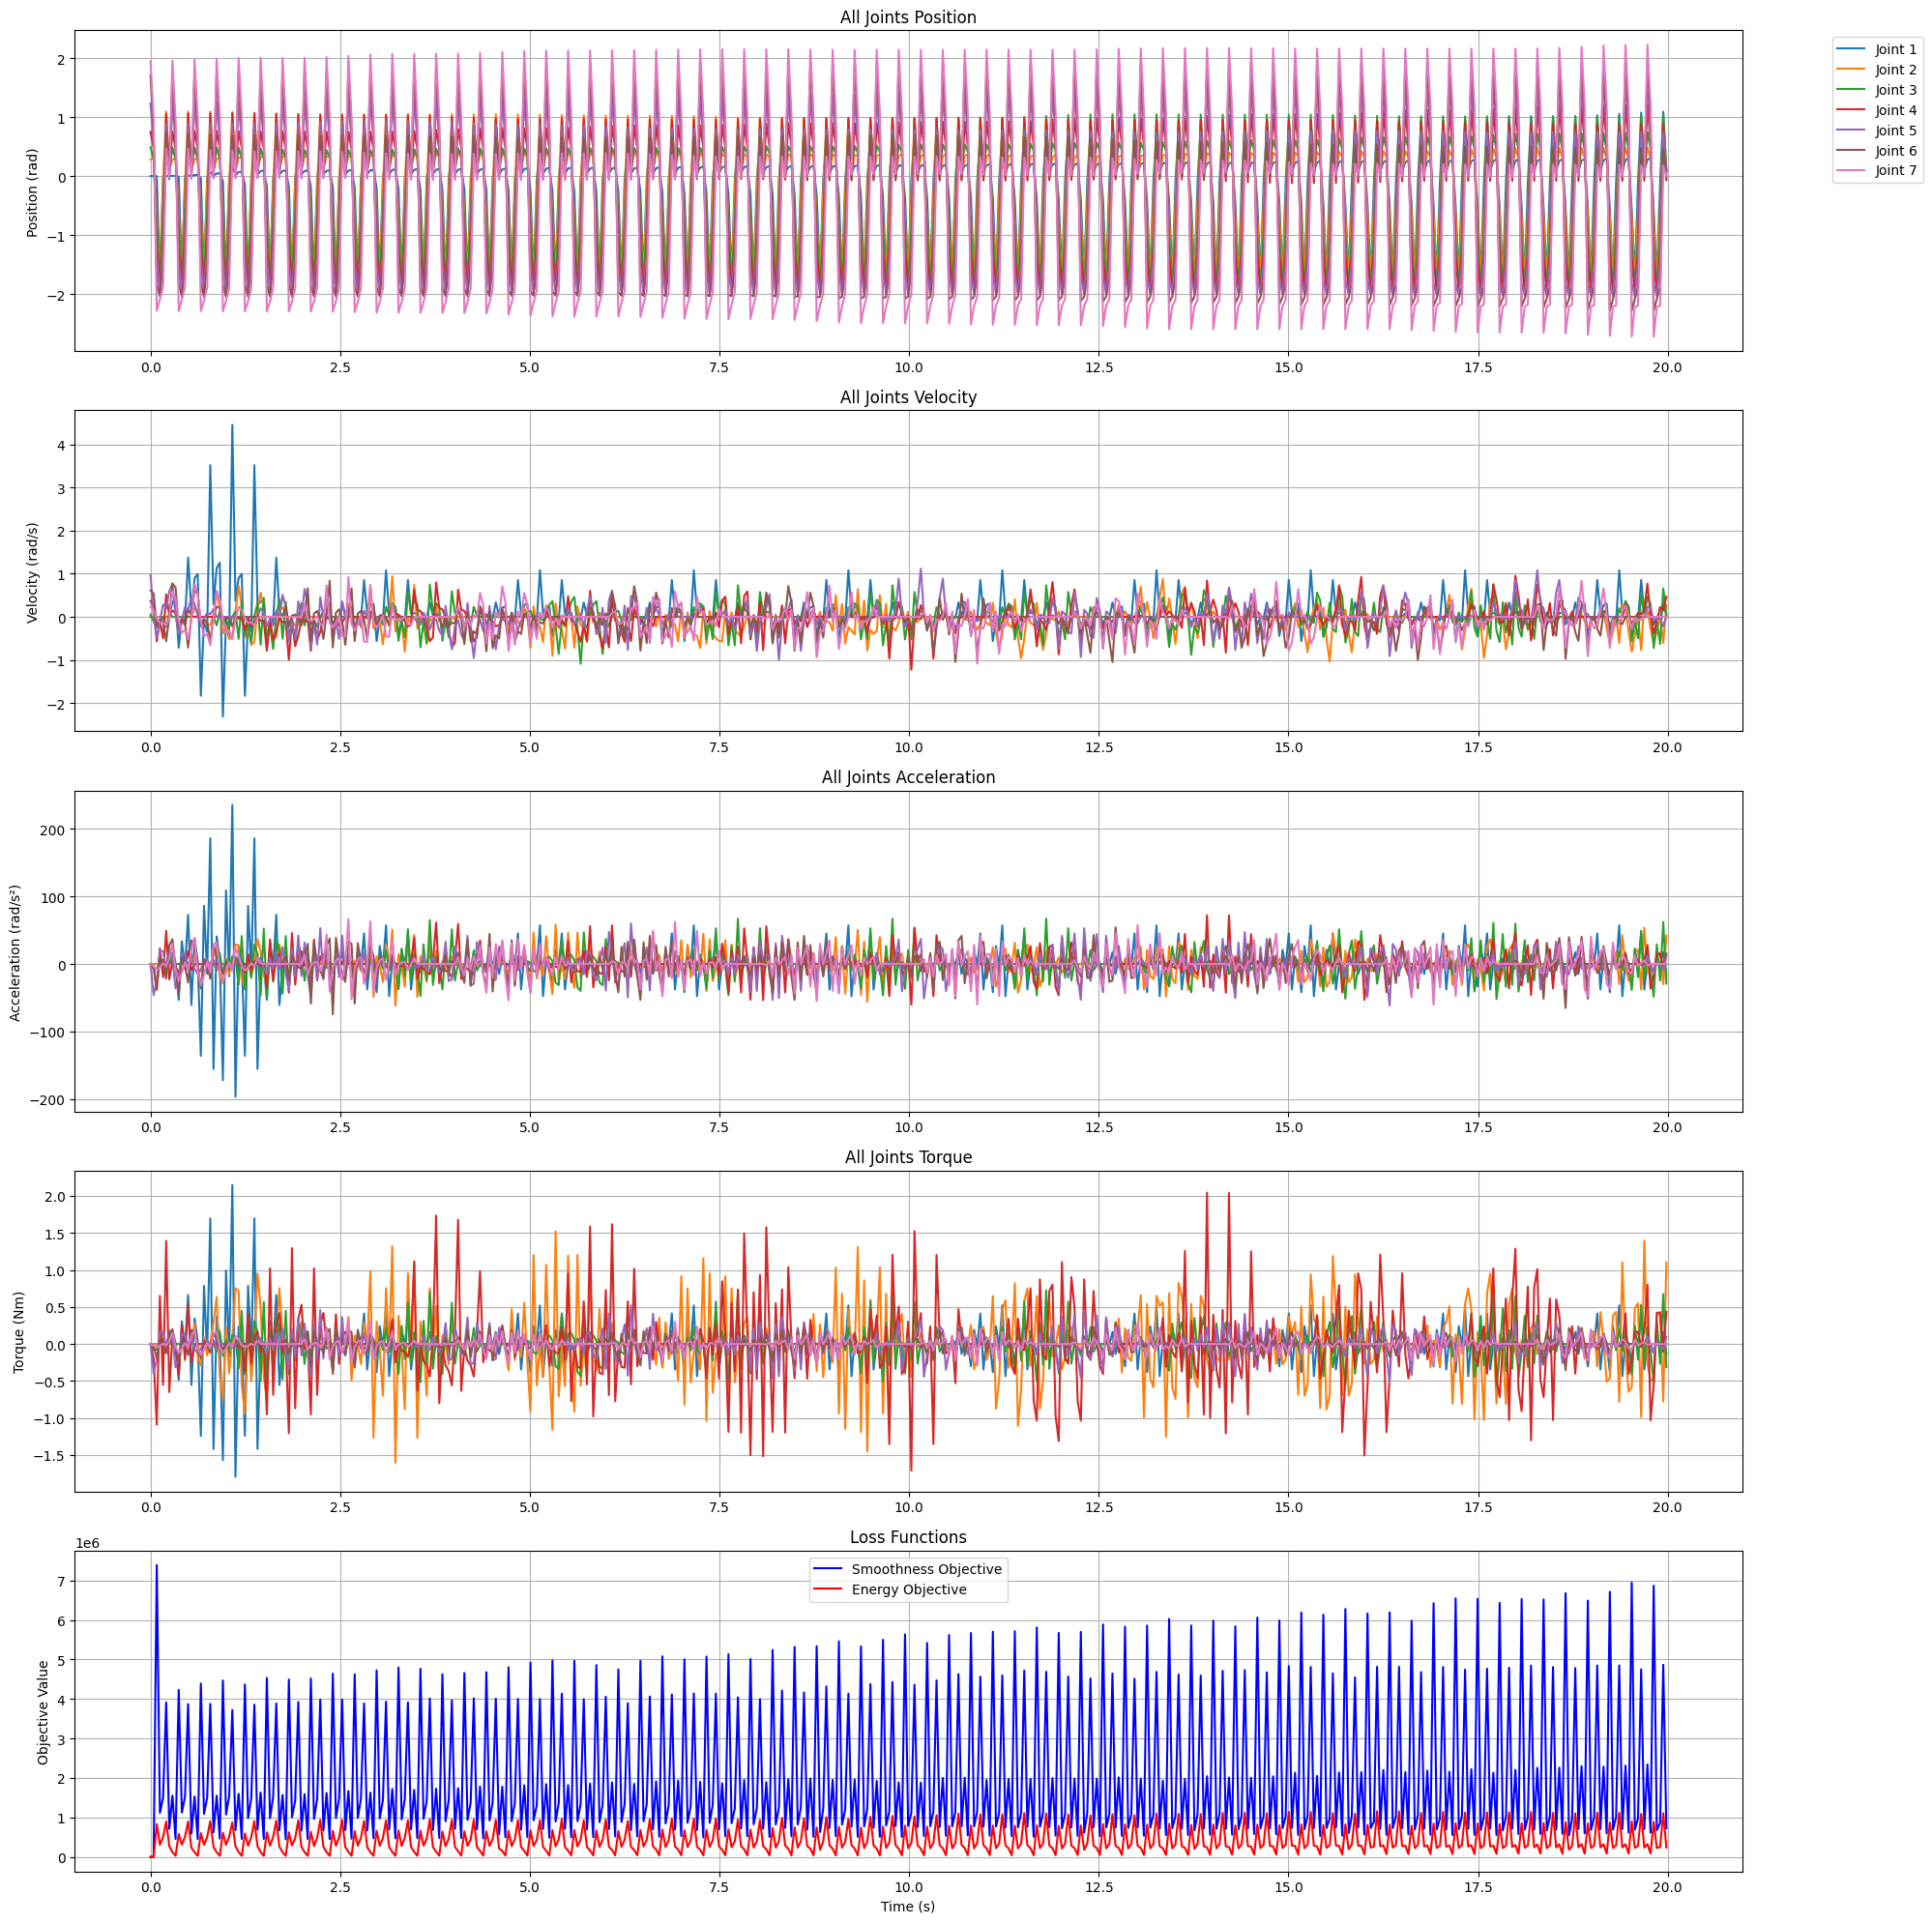 All Joints Position
Position (rad)
2
1
0
−1
−2
0.0 2.5 5.0 7.5 10.0 12.5 15.0 17.5 20.0
Joint 1
Joint 2
Joint 3
Joint 4
Joint 5
Joint 6
Joint 7
All Joints Velocity
Velocity (rad/s)
4
3
2
1
0
−1
−2
0.0 2.5 5.0 7.5 10.0 12.5 15.0 17.5 20.0
All Joints Acceleration
Acceleration (rad/s²)
200
100
0
−100
−200
0.0 2.5 5.0 7.5 10.0 12.5 15.0 17.5 20.0
All Joints Torque
Torque (Nm)
2.0
1.5
1.0
0.5
0.0
−0.5
−1.0
−1.5
0.0 2.5 5.0 7.5 10.0 12.5 15.0 17.5 20.0
Loss Functions
1e6
Objective Value
7
6
5
4
3
2
1
0
Smoothness Objective
Energy Objective
0.0 2.5 5.0 7.5 10.0 12.5 15.0 17.5 20.0
Time (s)